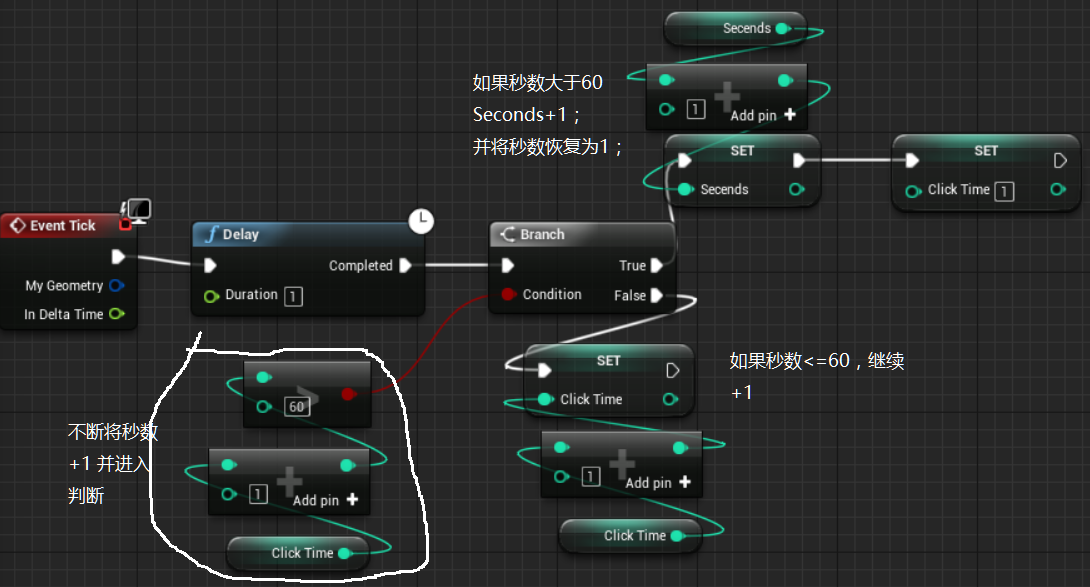 Secends
如果秒数大于60
Seconds+1；
并将秒数恢复为1；
1
Add pin
SET
Secends
SET
Click Time 1
Event Tick
My Geometry
In Delta Time
Delay
Completed
Duration 1
Branch
True
Condition
False
不断将秒数
+1 并进入
判断
60
1
Add pin
Click Time
SET
Click Time
1
Add pin
Click Time
如果秒数<=60，继续
+1